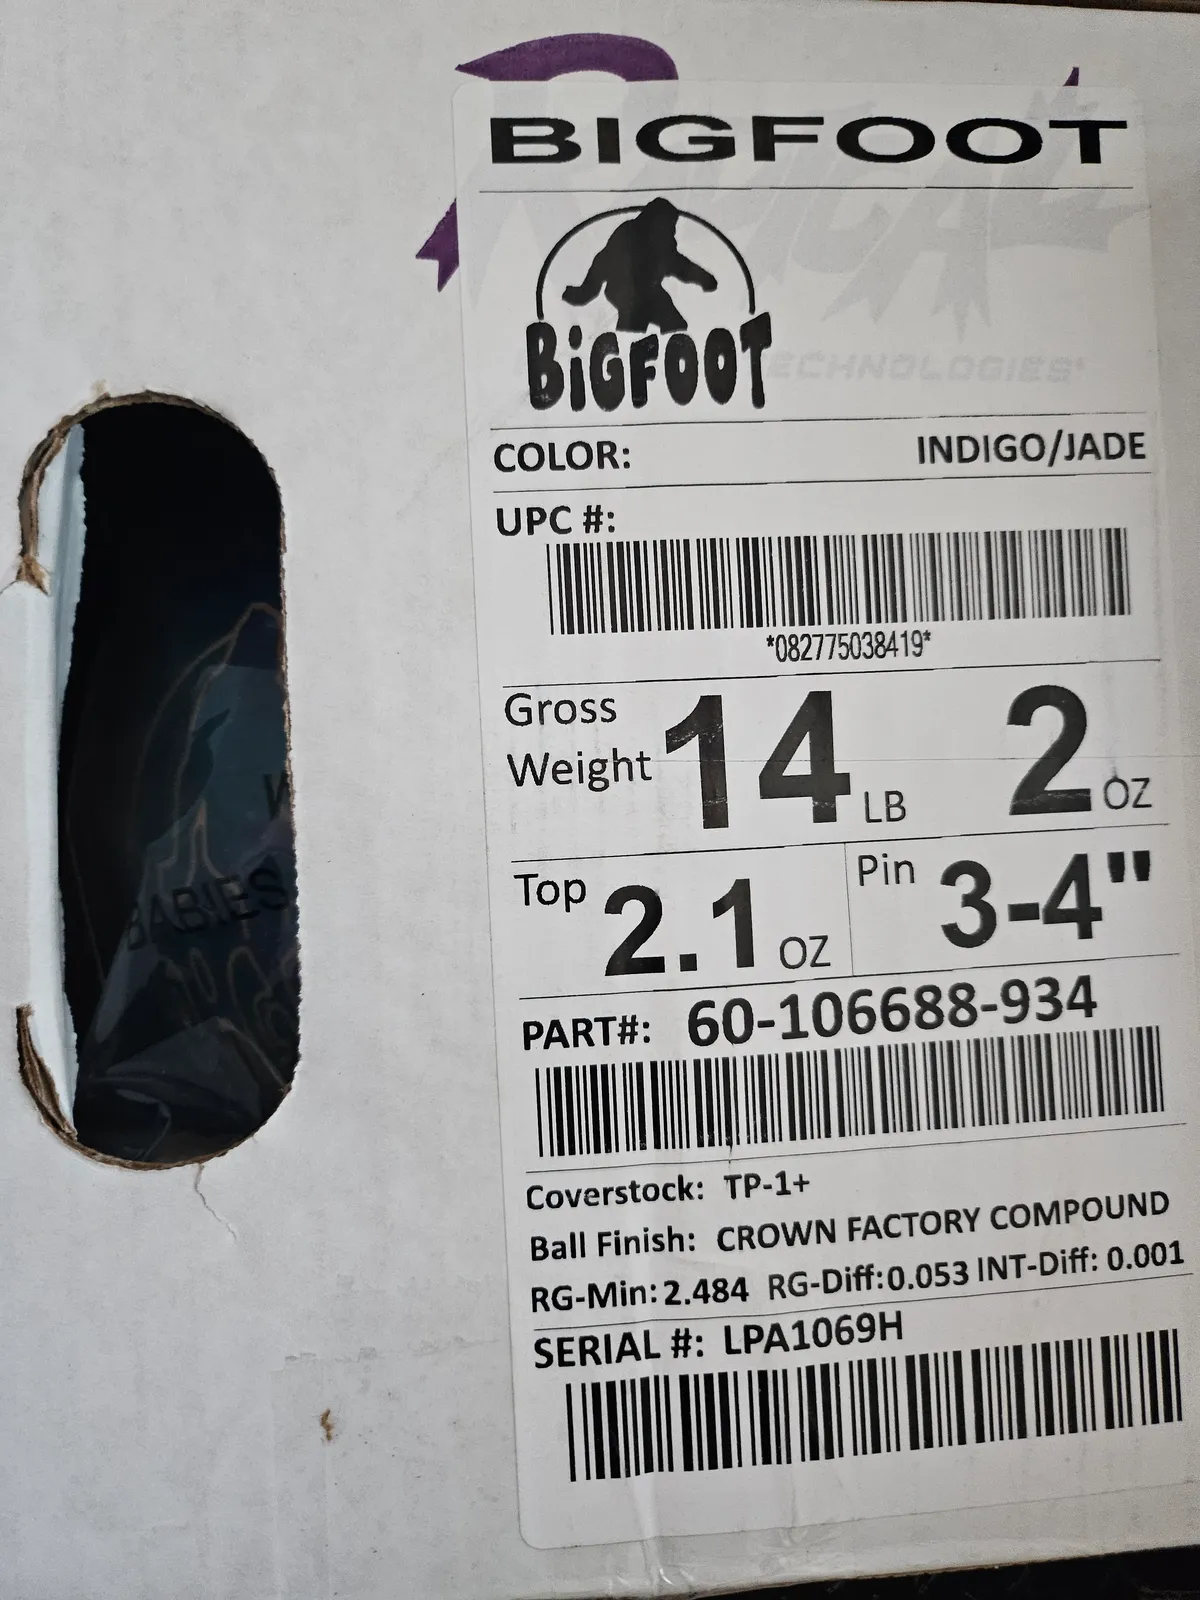 BIGFOOT
RADICAL
TECHNOLOGIES
BiGFOOT
COLOR: INDIGO/JADE
UPC #:
*082775038419*
Gross Weight 14 LB 2 OZ
Top 2.1 OZ Pin 3-4"
PART#: 60-106688-934
Coverstock: TP-1+
Ball Finish: CROWN FACTORY COMPOUND
RG-Min: 2.484 RG-Diff: 0.053 INT-Diff: 0.001
SERIAL #: LPA1069H
BABIES